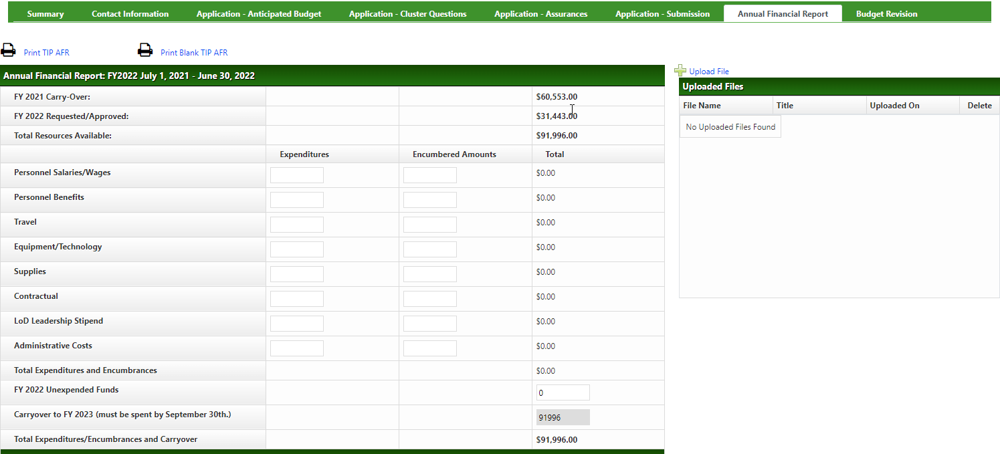 Summary Contact Information Application - Anticipated Budget Application - Cluster Questions Application - Assurances Application - Submission Annual Financial Report Budget Revision
Print TIP AFR Print Blank TIP AFR
Annual Financial Report: FY2022 July 1, 2021 - June 30, 2022
FY 2021 Carry-Over: $60,553.00
FY 2022 Requested/Approved: $31,443.00
Total Resources Available: $91,996.00
Expenditures Encumbered Amounts Total
Personnel Salaries/Wages $0.00
Personnel Benefits $0.00
Travel $0.00
Equipment/Technology $0.00
Supplies $0.00
Contractual $0.00
LoD Leadership Stipend $0.00
Administrative Costs $0.00
Total Expenditures and Encumbrances $0.00
FY 2022 Unexpended Funds 0
Carryover to FY 2023 (must be spent by September 30th.) 91996
Total Expenditures/Encumbrances and Carryover $91,996.00
Upload File
Uploaded Files
File Name Title Uploaded On Delete
No Uploaded Files Found